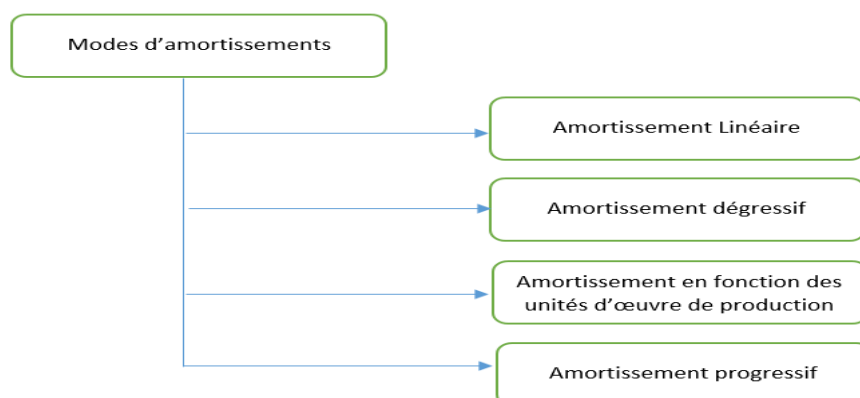 Modes d’amortissements
Amortissement Linéaire
Amortissement dégressif
Amortissement en fonction des
unités d’œuvre de production
Amortissement progressif